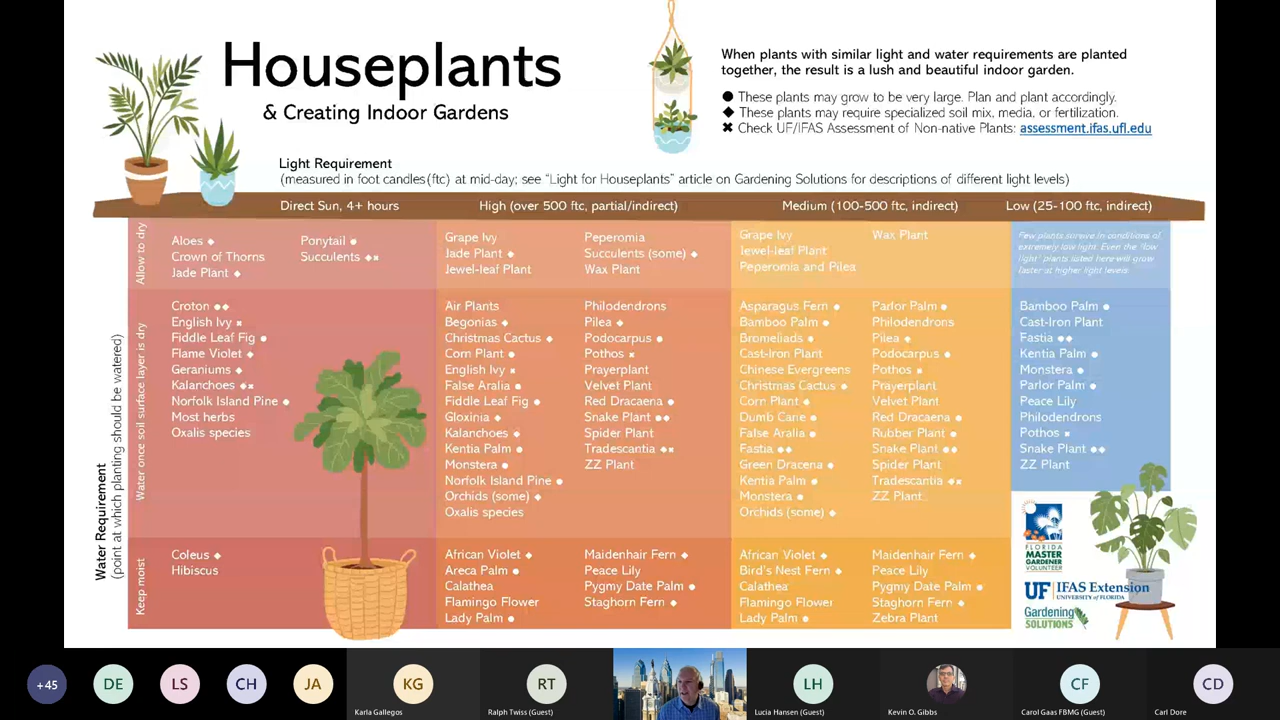 Houseplants
& Creating Indoor Gardens
When plants with similar light and water requirements are planted
together, the result is a lush and beautiful indoor garden.
● These plants may grow to be very large. Plan and plant accordingly.
◆ These plants may require specialized soil mix, media, or fertilization.
✖ Check UF/IFAS Assessment of Non-native Plants: assessment.ifas.ufl.edu
Light Requirement
(measured in foot candles(ftc) at mid-day; see "Light for Houseplants" article on Gardening Solutions for descriptions of different light levels)
Direct Sun, 4+ hours
High (over 500 ftc, partial/indirect)
Medium (100-500 ftc, indirect)
Low (25-100 ftc, indirect)
Water Requirement
(point at which planting should be watered)
Allow to dry
Aloes ◆
Crown of Thorns
Jade Plant ◆
Ponytail ●
Succulents ◆✖
Grape Ivy
Jade Plant ◆
Jewel-leaf Plant
Peperomia
Succulents (some) ◆
Wax Plant
Grape Ivy
Jewel-leaf Plant
Peperomia and Pilea
Wax Plant
Few plants survive in conditions of
extremely low light. Even the "low
light" plants listed here will grow
faster at higher light levels.
Water once soil surface layer is dry
Croton ●◆
English Ivy ✖
Fiddle Leaf Fig ●
Flame Violet ◆
Geraniums ◆
Kalanchoes ◆✖
Norfolk Island Pine ●
Most herbs
Oxalis species
Air Plants
Begonias ◆
Christmas Cactus ◆
Corn Plant ●
English Ivy ✖
False Aralia ●
Fiddle Leaf Fig ●
Gloxinia ◆
Kalanchoes ◆
Kentia Palm ●
Monstera ●
Norfolk Island Pine ●
Orchids (some) ◆
Oxalis species
Philodendrons
Pilea ◆
Podocarpus ●
Pothos ✖
Prayerplant
Velvet Plant
Red Dracaena ●
Snake Plant ●◆
Spider Plant
Tradescantia ◆✖
ZZ Plant
Asparagus Fern ●
Bamboo Palm ●
Bromeliads ◆
Cast-Iron Plant
Chinese Evergreens
Christmas Cactus ◆
Corn Plant ◆
Dumb Cane ●
False Aralia ●
Fastia ●◆
Green Dracena ◆
Kentia Palm ●
Monstera ●
Orchids (some) ◆
Parlor Palm ●
Philodendrons
Pilea ◆
Podocarpus ●
Pothos ✖
Prayerplant
Velvet Plant
Red Dracaena ●
Rubber Plant ●
Snake Plant ●◆
Spider Plant
Tradescantia ◆✖
ZZ Plant
Bamboo Palm ●
Cast-Iron Plant
Fastia ●◆
Kentia Palm ●
Monstera ●
Parlor Palm ●
Peace Lily
Philodendrons
Pothos ✖
Snake Plant ●◆
ZZ Plant
Keep moist
Coleus ◆
Hibiscus
African Violet ◆
Areca Palm ●
Calathea
Flamingo Flower
Lady Palm ●
Maidenhair Fern ◆
Peace Lily
Pygmy Date Palm ●
Staghorn Fern ◆
African Violet ◆
Bird's Nest Fern ◆
Calathea
Flamingo Flower
Lady Palm ●
Maidenhair Fern ◆
Peace Lily
Pygmy Date Palm ●
Staghorn Fern ◆
Zebra Plant
FLORIDA
MASTER
GARDENER
VOLUNTEER
UF IFAS Extension
UNIVERSITY of FLORIDA
Gardening
SOLUTIONS
+45
DE
LS
CH
JA
KG
Karla Gallegos
RT
Ralph Twiss (Guest)
LH
Lucia Hansen (Guest)
Kevin O. Gibbs
CF
Carol Gaas FBMG (Guest)
CD
Carl Dore